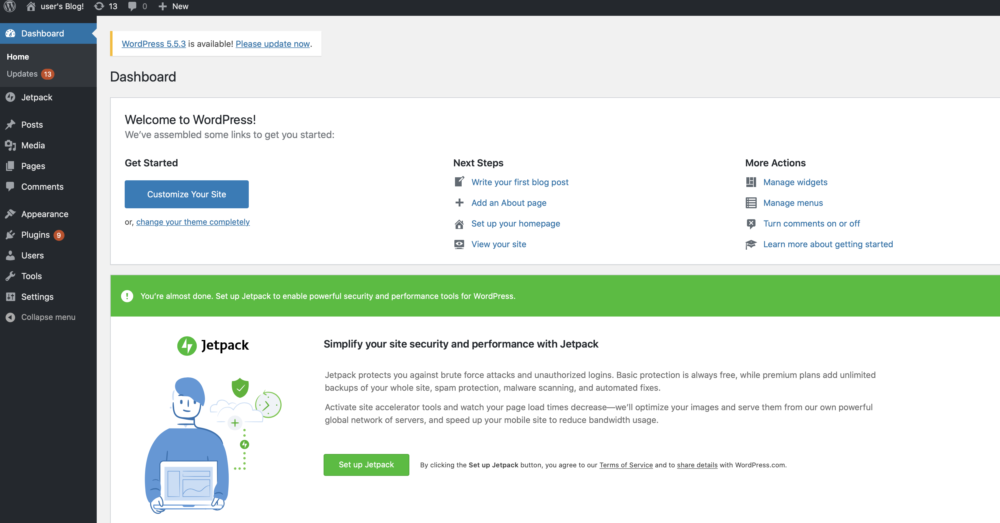 user's Blog! 13 0 New
Dashboard
Home
Updates 13
Jetpack
Posts
Media
Pages
Comments
Appearance
Plugins 9
Users
Tools
Settings
Collapse menu
WordPress 5.5.3 is available! Please update now.
Dashboard
Welcome to WordPress!
We’ve assembled some links to get you started:
Get Started
Customize Your Site
or, change your theme completely
Next Steps
Write your first blog post
Add an About page
Set up your homepage
View your site
More Actions
Manage widgets
Manage menus
Turn comments on or off
Learn more about getting started
You’re almost done. Set up Jetpack to enable powerful security and performance tools for WordPress.
Jetpack
Simplify your site security and performance with Jetpack
Jetpack protects you against brute force attacks and unauthorized logins. Basic protection is always free, while premium plans add unlimited
backups of your whole site, spam protection, malware scanning, and automated fixes.
Activate site accelerator tools and watch your page load times decrease—we’ll optimize your images and serve them from our own powerful
global network of servers, and speed up your mobile site to reduce bandwidth usage.
Set up Jetpack
By clicking the Set up Jetpack button, you agree to our Terms of Service and to share details with WordPress.com.